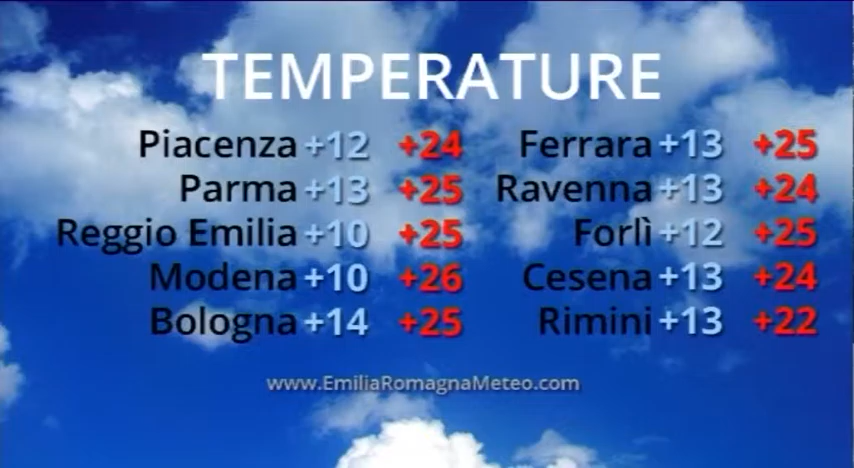 TEMPERATURE
Piacenza +12 +24 Ferrara +13 +25
Parma +13 +25 Ravenna +13 +24
Reggio Emilia +10 +25 Forlì +12 +25
Modena +10 +26 Cesena +13 +24
Bologna +14 +25 Rimini +13 +22
www.EmiliaRomagnaMeteo.com